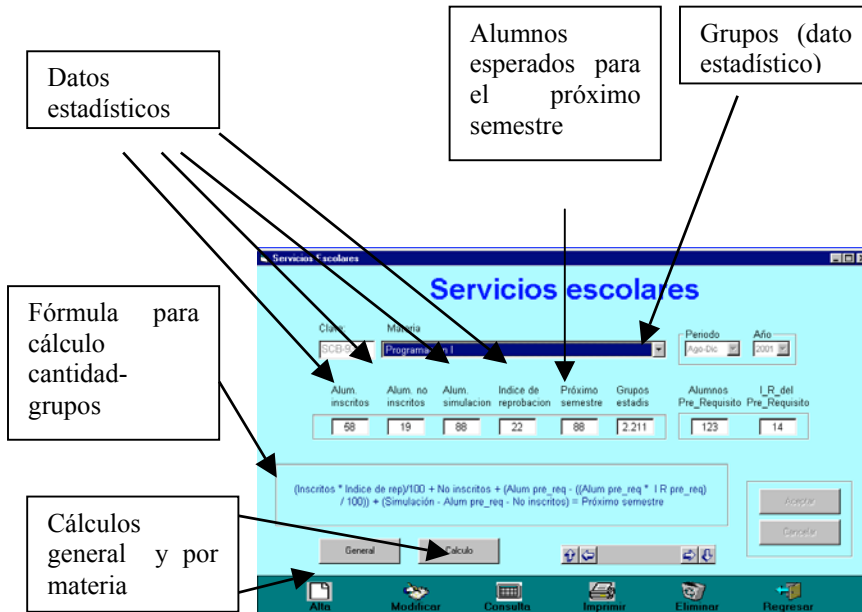 Alumnos
esperados para
el próximo
semestre
Grupos (dato
estadístico)
Datos
estadísticos
Servicios Escolares
Servicios escolares
Fórmula para
cálculo
cantidad-
grupos
Clave:
Materia
Periodo
Año
SCB-9
Ago-Dic
2001
Alum.
inscritos
Alum. no
inscritos
Alum.
simulacion
Indice de
reprobacion
Próximo
semestre
Grupos
estadis
Alumnos
Pre_Requisito
I_R_del
Pre_Requisito
58 19 88 22 88 2.211 123 14
(Inscritos * Indice de rep)/100 + No inscritos + (Alum pre_req - ((Alum pre_req * I R pre_req)
/ 100)) + (Simulación - Alum pre_req - No inscritos) = Próximo semestre
Aceptar
Cancelar
Cálculos
general y por
materia
General
Calculo
Alta Modificar Consulta Imprimir Eliminar Regresar